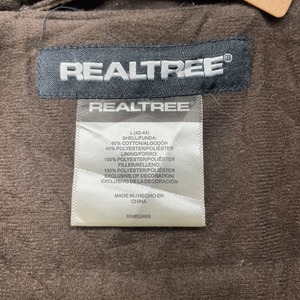 REALTREE®
REALTREE
L (42-44)
SHELL/FUNDA:
60% COTTON/ALGODÓN
40% POLYESTER/POLIÉSTER
LINING/FORRO:
100% POLYESTER/POLIÉSTER
FILLER/RELLENO:
100% POLYESTER/POLIÉSTER
EXCLUSIVE OF DECORATION/
EXCLUSIVO DE LA DECORACIÓN
MADE IN / HECHO EN
CHINA